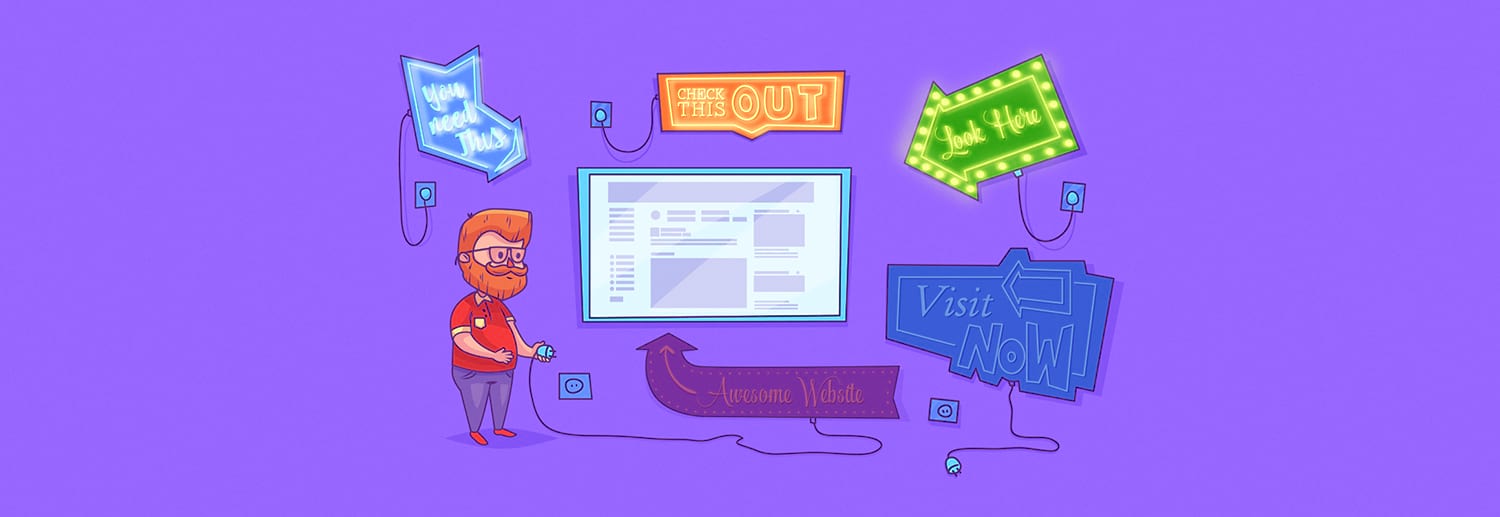 You
need
This
CHECK
THIS OUT
Look Here
Visit
NOW
Awesome Website